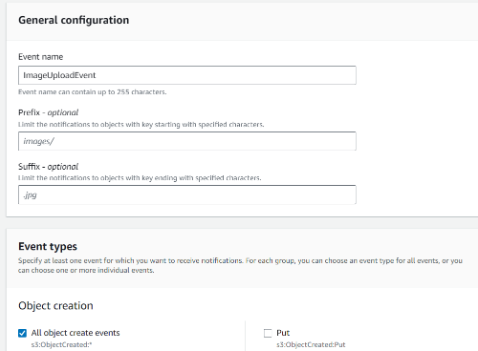 General configuration
Event name
ImageUploadEvent
Event name can contain up to 255 characters.
Prefix - optional
Limit the notifications to objects with key starting with specified characters.
images/
Suffix - optional
Limit the notifications to objects with key ending with specified characters.
.jpg
Event types
Specify at least one event for which you want to receive notifications. For each group, you can choose an event type for all events, or you
can choose one or more individual events.
Object creation
All object create events
s3:ObjectCreated:*
Put
s3:ObjectCreated:Put